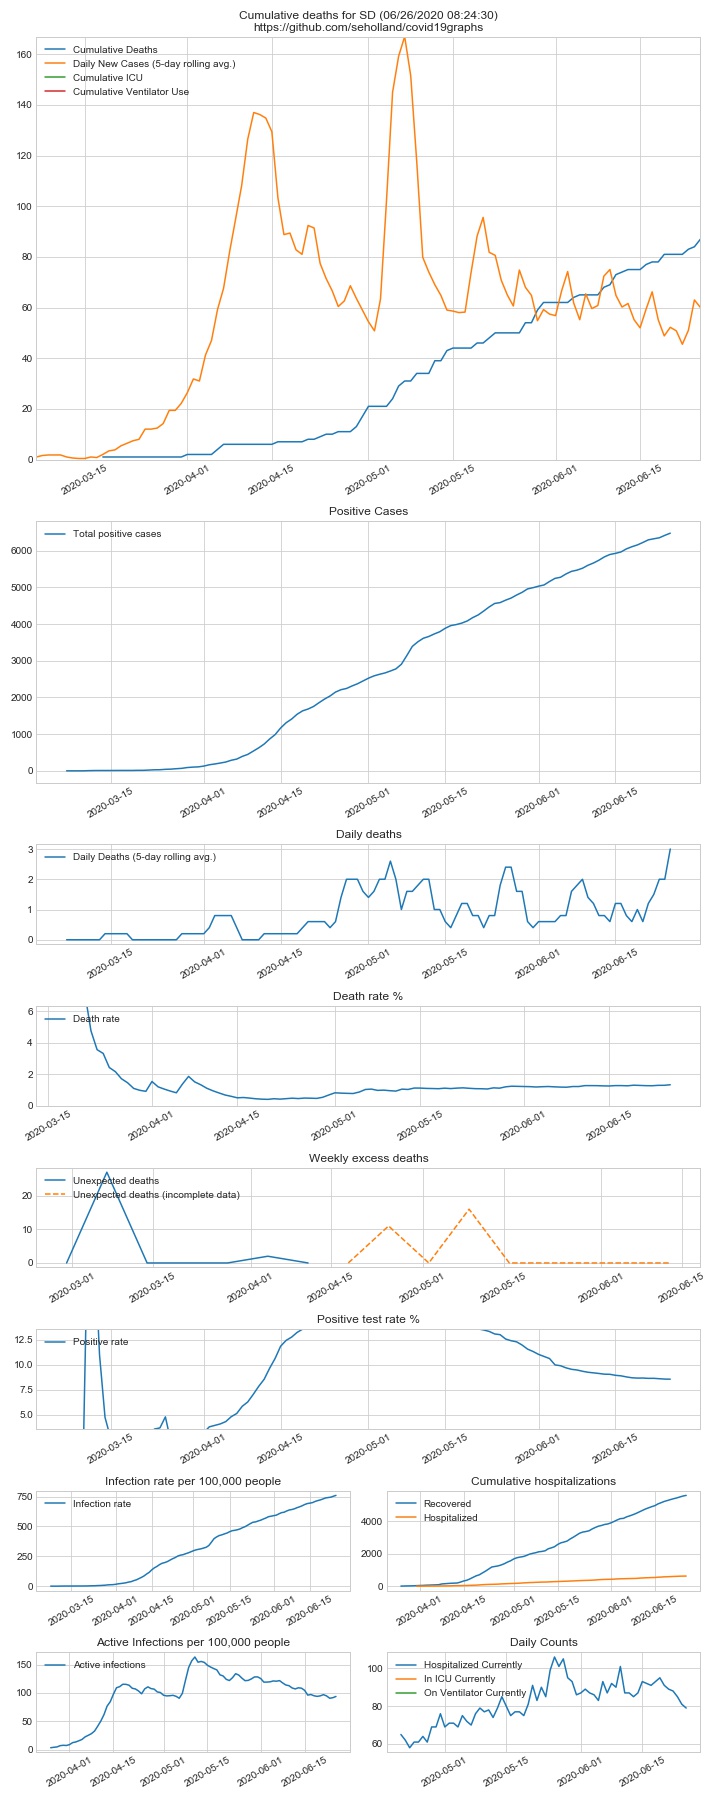 Cumulative deaths for SD (06/26/2020 08:24:30)
https://github.com/seholland/covid19graphs
Cumulative Deaths
Daily New Cases (5-day rolling avg.)
Cumulative ICU
Cumulative Ventilator Use
160
140
120
100
80
60
40
20
0
2020-03-15 2020-04-01 2020-04-15 2020-05-01 2020-05-15 2020-06-01 2020-06-15
Positive Cases
Total positive cases
6000
5000
4000
3000
2000
1000
0
2020-03-15 2020-04-01 2020-04-15 2020-05-01 2020-05-15 2020-06-01 2020-06-15
Daily deaths
Daily Deaths (5-day rolling avg.)
3
2
1
0
2020-03-15 2020-04-01 2020-04-15 2020-05-01 2020-05-15 2020-06-01 2020-06-15
Death rate %
Death rate
6
4
2
0
2020-03-15 2020-04-01 2020-04-15 2020-05-01 2020-05-15 2020-06-01 2020-06-15
Weekly excess deaths
Unexpected deaths
Unexpected deaths (incomplete data)
20
10
0
2020-03-01 2020-03-15 2020-04-01 2020-04-15 2020-05-01 2020-05-15 2020-06-01 2020-06-15
Positive test rate %
Positive rate
12.5
10.0
7.5
5.0
2020-03-15 2020-04-01 2020-04-15 2020-05-01 2020-05-15 2020-06-01 2020-06-15
Infection rate per 100,000 people
Infection rate
750
500
250
0
2020-03-15 2020-04-01 2020-04-15 2020-05-01 2020-05-15 2020-06-01 2020-06-15
Cumulative hospitalizations
Recovered
Hospitalized
4000
2000
0
2020-04-01 2020-04-15 2020-05-01 2020-05-15 2020-06-01 2020-06-15
Active Infections per 100,000 people
Active infections
150
100
50
0
2020-04-01 2020-04-15 2020-05-01 2020-05-15 2020-06-01 2020-06-15
Daily Counts
Hospitalized Currently
In ICU Currently
On Ventilator Currently
100
80
60
2020-05-01 2020-05-15 2020-06-01 2020-06-15